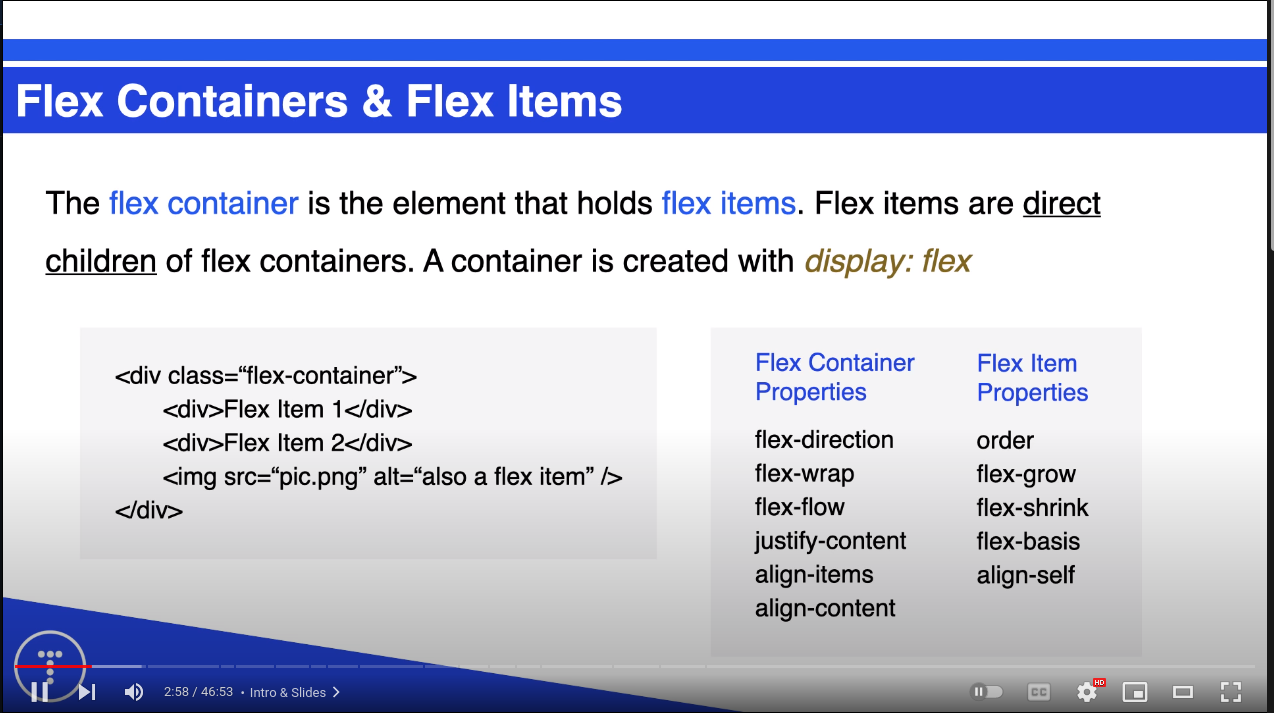 Flex Containers & Flex Items
The flex container is the element that holds flex items. Flex items are direct
children of flex containers. A container is created with display: flex
<div class=“flex-container”>
<div>Flex Item 1</div>
<div>Flex Item 2</div>
<img src=“pic.png” alt=“also a flex item” />
</div>
Flex Container
Properties
flex-direction
flex-wrap
flex-flow
justify-content
align-items
align-content
Flex Item
Properties
order
flex-grow
flex-shrink
flex-basis
align-self
2:58 / 46:53 • Intro & Slides
CC
HD